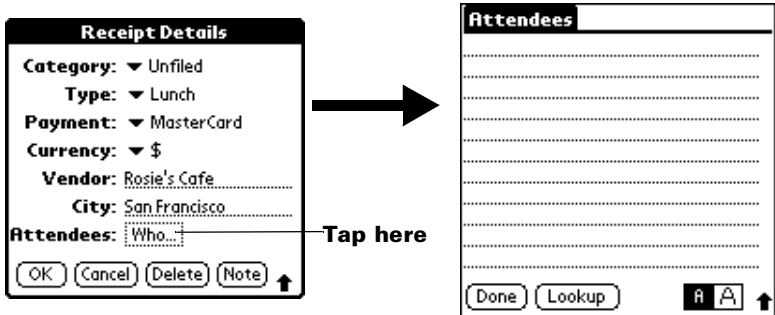 Receipt Details
Category: Unfiled
Type: Lunch
Payment: MasterCard
Currency: $
Vendor: Rosie's Cafe
City: San Francisco
Attendees: Who...
OK Cancel Delete Note
Tap here
Attendees
Done Lookup A A